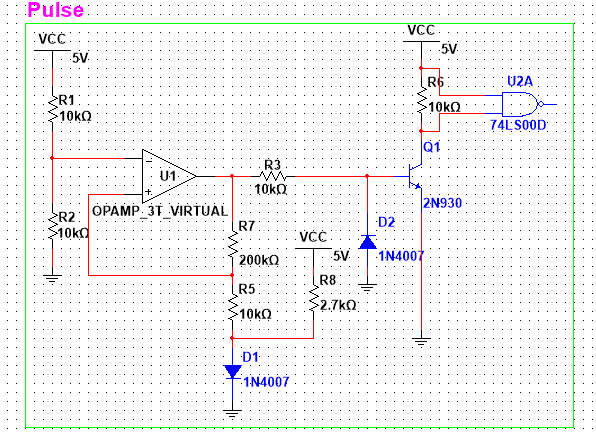 Pulse
VCC
5V
VCC
5V
R6
10kΩ
U2A
74LS00D
R1
10kΩ
Q1
2N930
U1
R3
10kΩ
OPAMP_3T_VIRTUAL
R2
10kΩ
R7
200kΩ
D2
1N4007
VCC
5V
R5
10kΩ
R8
2.7kΩ
D1
1N4007